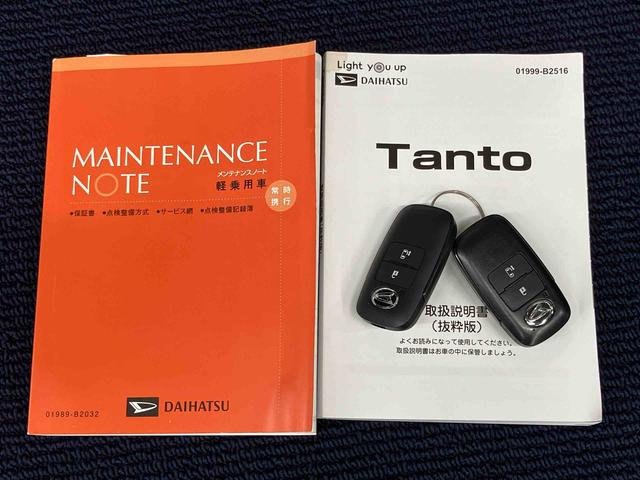 MAINTENANCE
NOTE
メンテナンスノート
軽乗用車
常時
携行
●保証書 ●点検整備方式 ●サービス網 ●点検整備記録簿
DAIHATSU
01989-B2032
Light you up
DAIHATSU
01999-B2516
Tanto
取扱説明書
（抜粋版）
よくお読みになって使用してください。
取扱説明書はお車の中に保管しましょう。